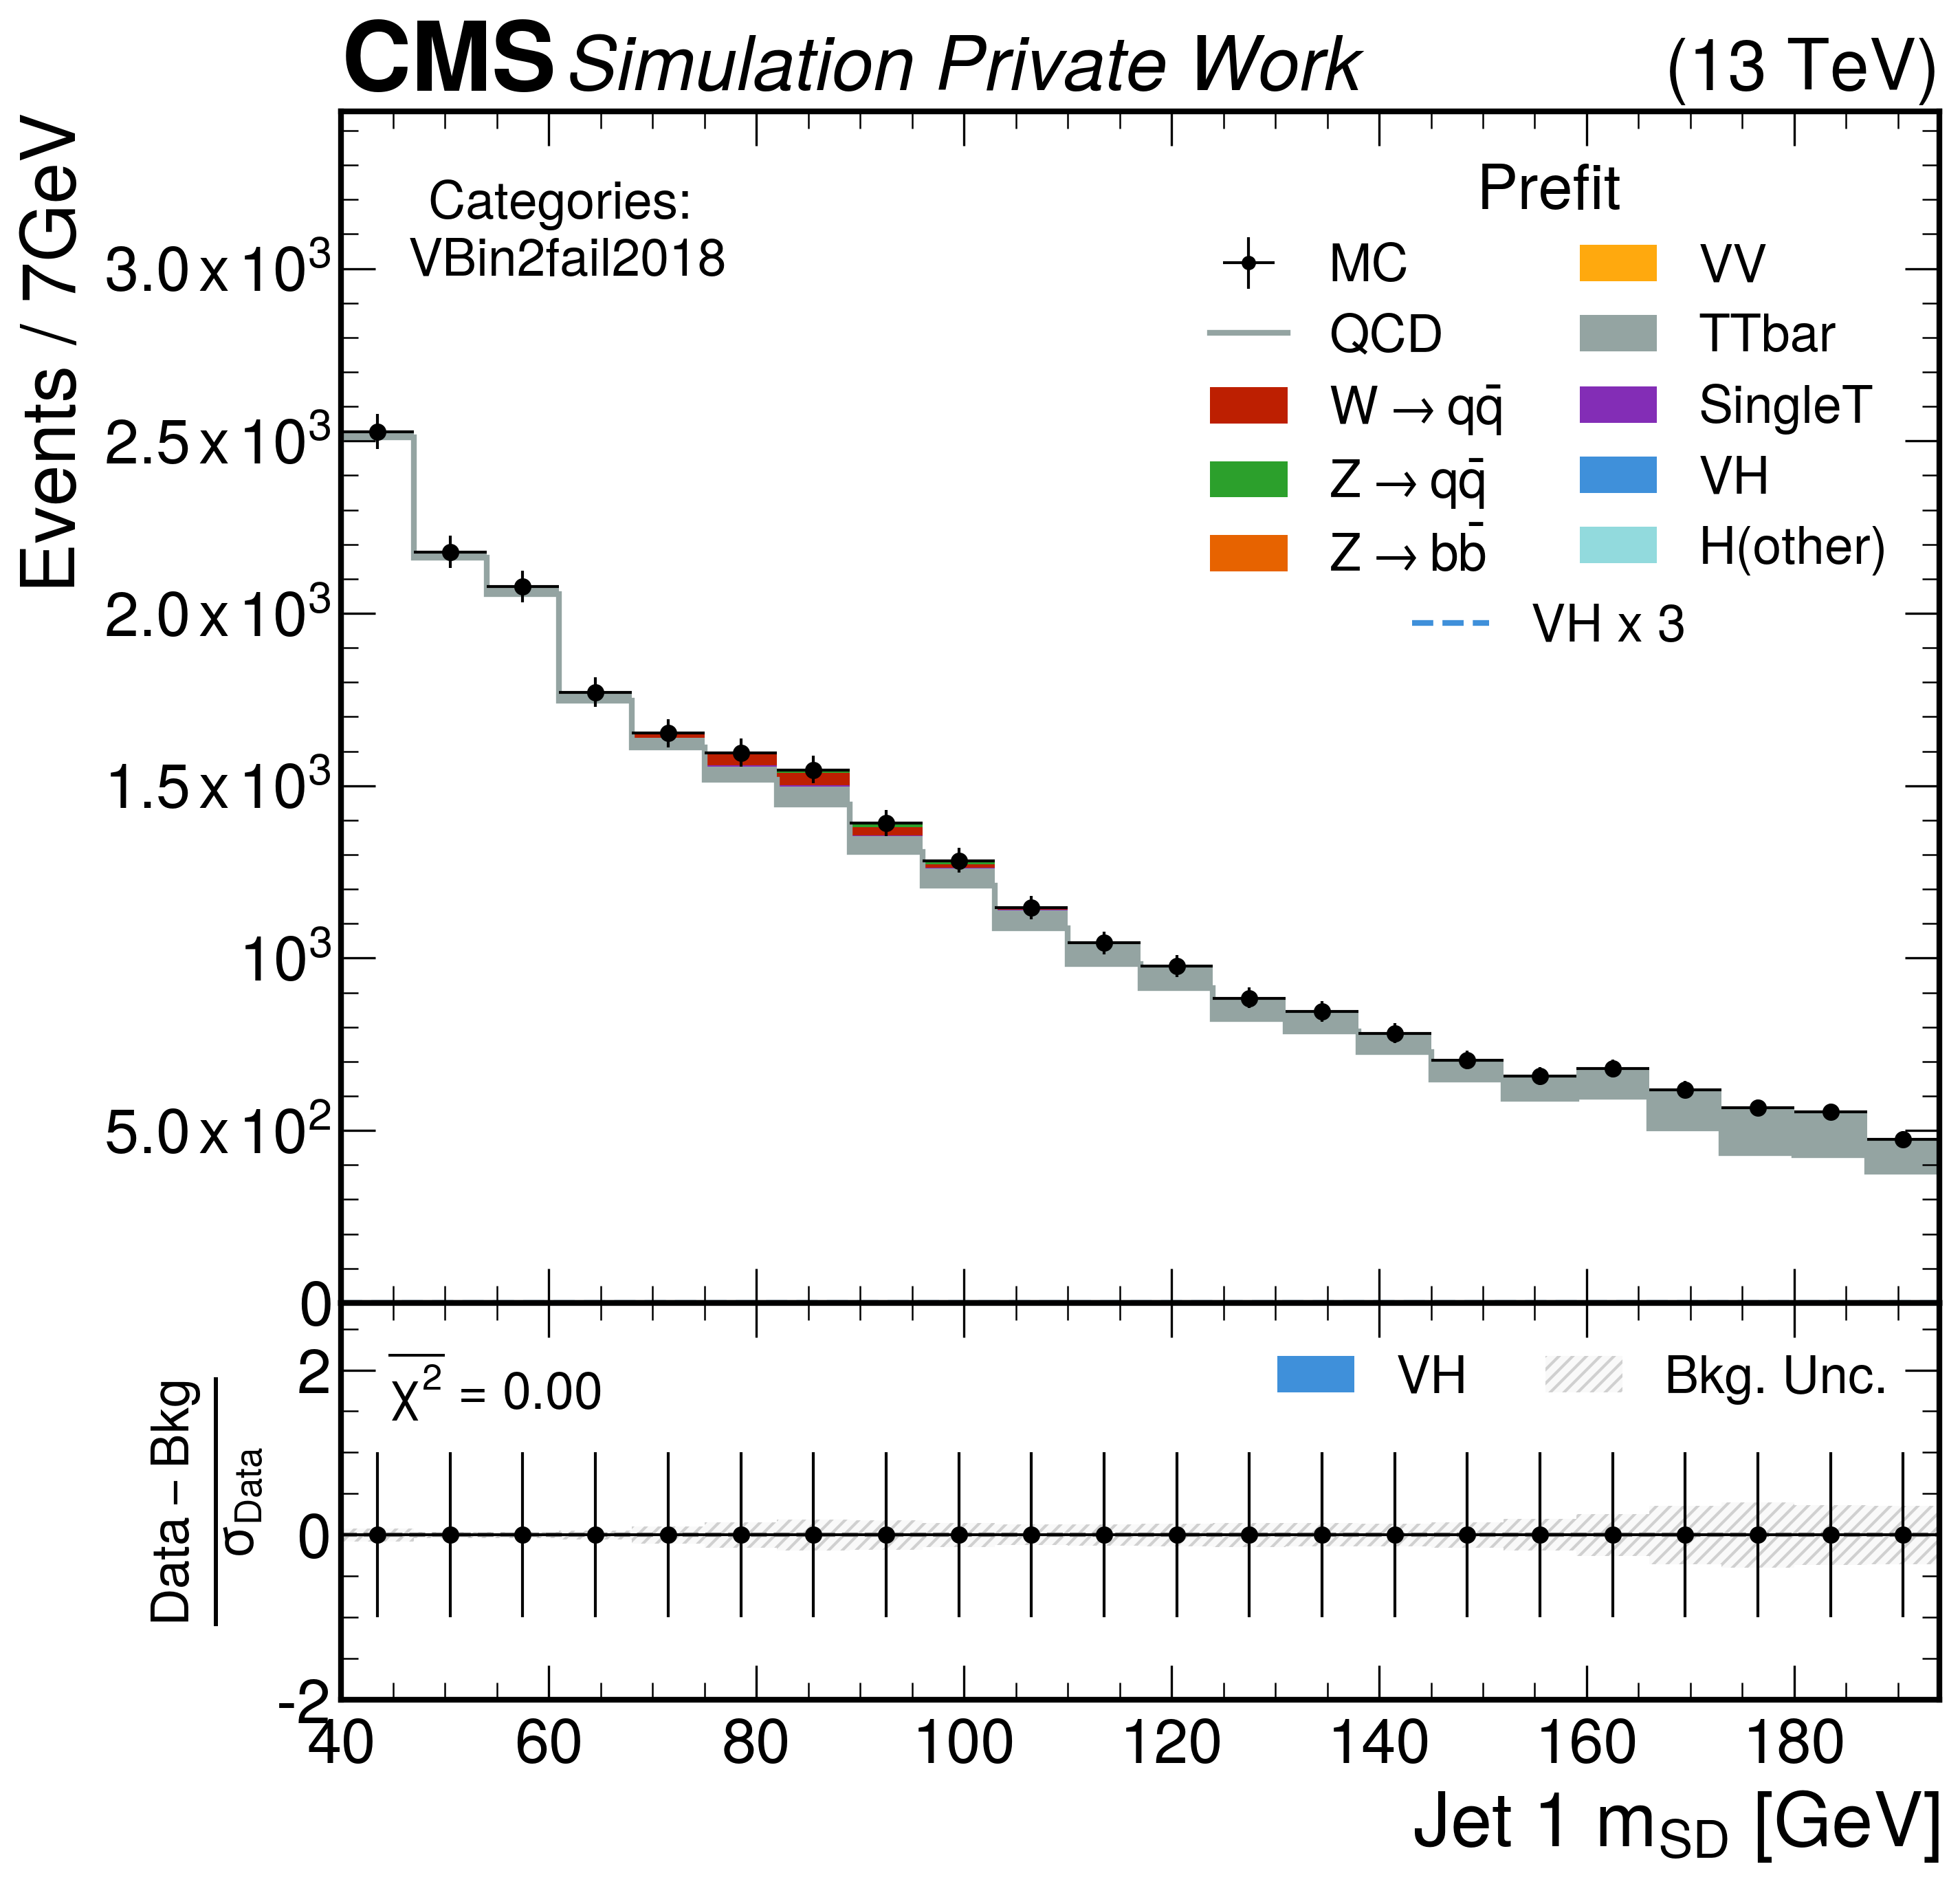 CMS Simulation Private Work (13 TeV)
Events / 7GeV
Categories:
VBin2fail2018
Prefit
MC
QCD
W → qq̄
Z → qq̄
Z → bb̄
VV
TTbar
SingleT
VH
H(other)
VH x 3
3.0 x 10³
2.5 x 10³
2.0 x 10³
1.5 x 10³
10³
5.0 x 10²
0
Data – Bkg
σ_Data
2
0
-2
χ̅² = 0.00
VH
Bkg. Unc.
40 60 80 100 120 140 160 180
Jet 1 m_SD [GeV]